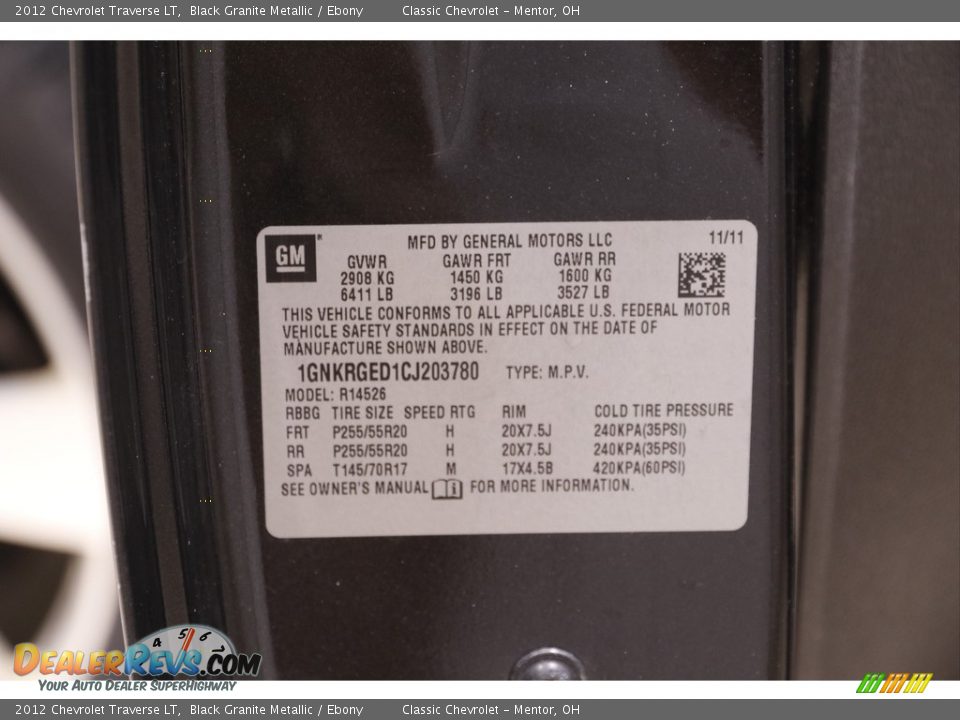 2012 Chevrolet Traverse LT, Black Granite Metallic / Ebony Classic Chevrolet - Mentor, OH
GM MFD BY GENERAL MOTORS LLC 11/11
GVWR GAWR FRT GAWR RR
2908 KG 1450 KG 1600 KG
6411 LB 3196 LB 3527 LB
THIS VEHICLE CONFORMS TO ALL APPLICABLE U.S. FEDERAL MOTOR
VEHICLE SAFETY STANDARDS IN EFFECT ON THE DATE OF
MANUFACTURE SHOWN ABOVE.
1GNKRGED1CJ203780 TYPE: M.P.V.
MODEL: R14526
RBBG TIRE SIZE SPEED RTG RIM COLD TIRE PRESSURE
FRT P255/55R20 H 20X7.5J 240KPA(35PSI)
RR P255/55R20 H 20X7.5J 240KPA(35PSI)
SPA T145/70R17 M 17X4.5B 420KPA(60PSI)
SEE OWNER'S MANUAL i FOR MORE INFORMATION.
4 5 6
DEALERREVS.COM
YOUR AUTO DEALER SUPERHIGHWAY
2012 Chevrolet Traverse LT, Black Granite Metallic / Ebony Classic Chevrolet - Mentor, OH